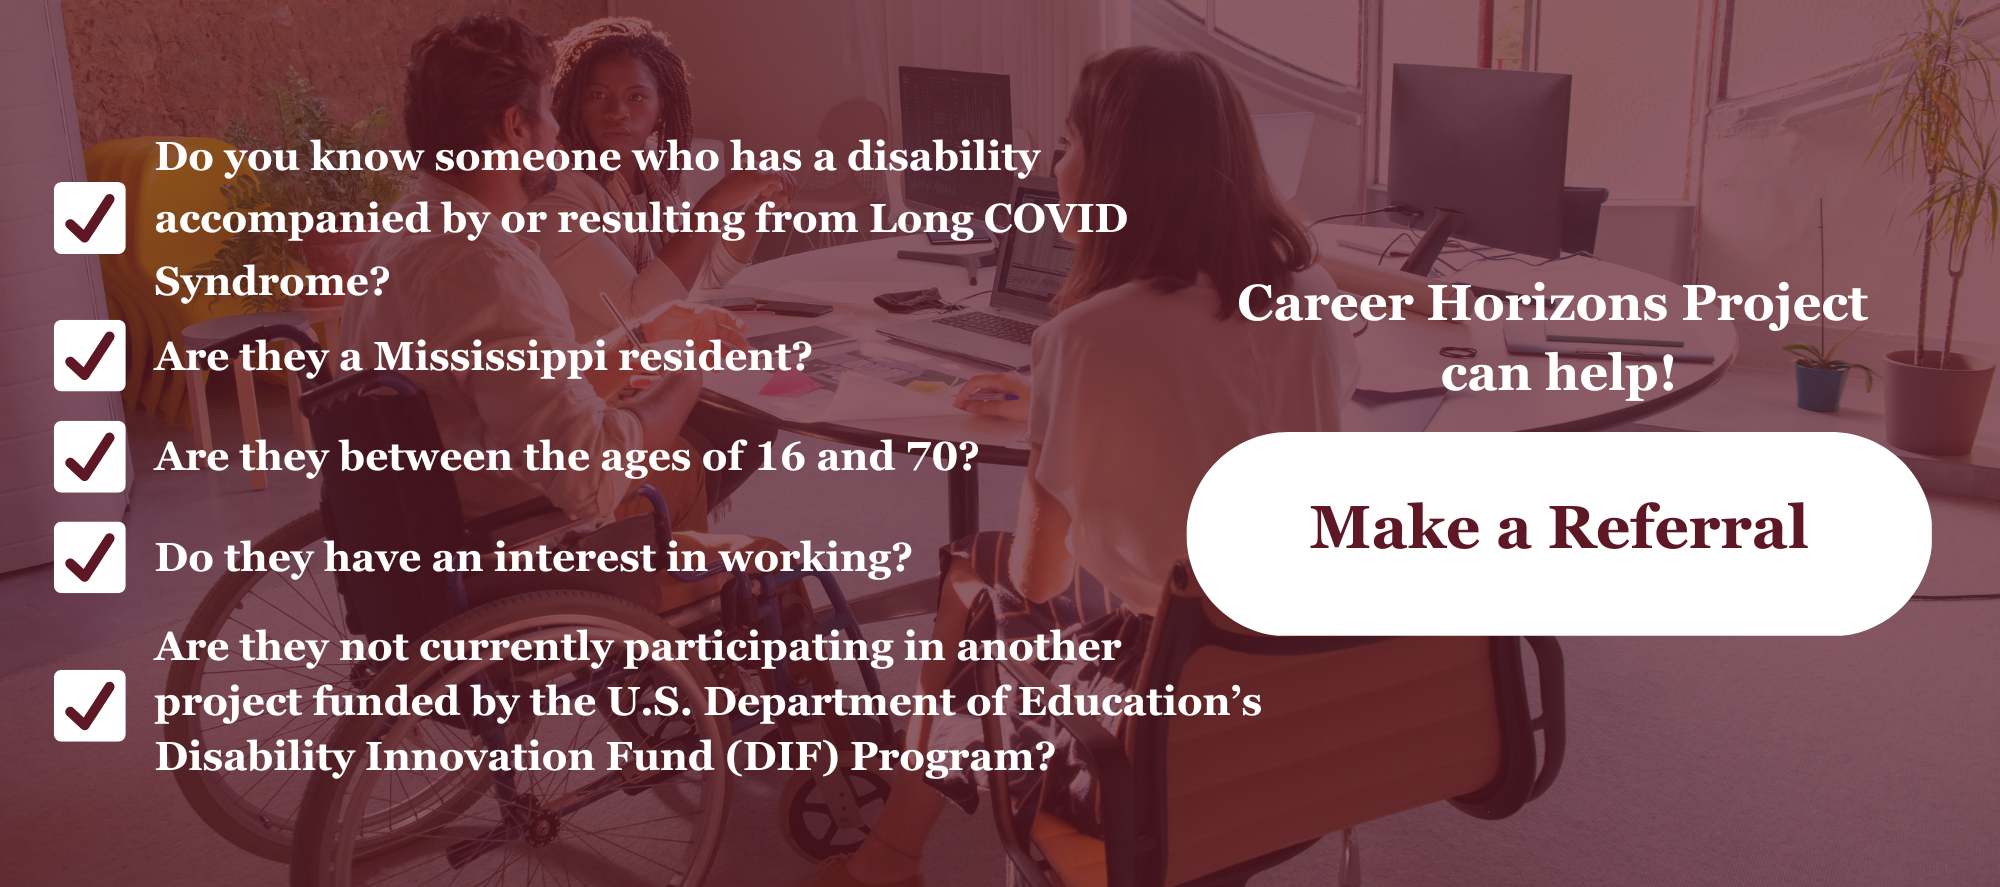 Do you know someone who has a disability
accompanied by or resulting from Long COVID
Syndrome?
Are they a Mississippi resident?
Are they between the ages of 16 and 70?
Do they have an interest in working?
Are they not currently participating in another
project funded by the U.S. Department of Education’s
Disability Innovation Fund (DIF) Program?
Career Horizons Project
can help!
Make a Referral